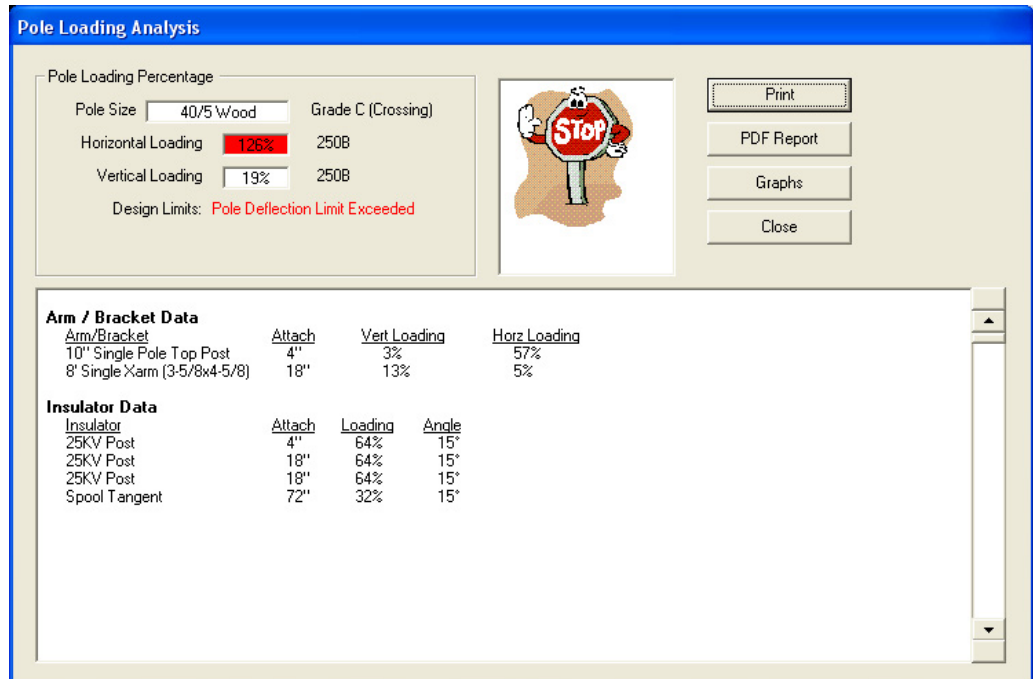 Pole Loading Analysis
Pole Loading Percentage
Pole Size 40/5 Wood Grade C (Crossing)
Horizontal Loading 126% 250B
Vertical Loading 19% 250B
Design Limits: Pole Deflection Limit Exceeded
STOP
Print
PDF Report
Graphs
Close
Arm / Bracket Data
Arm/Bracket Attach Vert Loading Horz Loading
10" Single Pole Top Post 4" 3% 57%
8' Single Xarm (3-5/8x4-5/8) 18" 13% 5%
Insulator Data
Insulator Attach Loading Angle
25KV Post 4" 64% 15°
25KV Post 18" 64% 15°
25KV Post 18" 64% 15°
Spool Tangent 72" 32% 15°